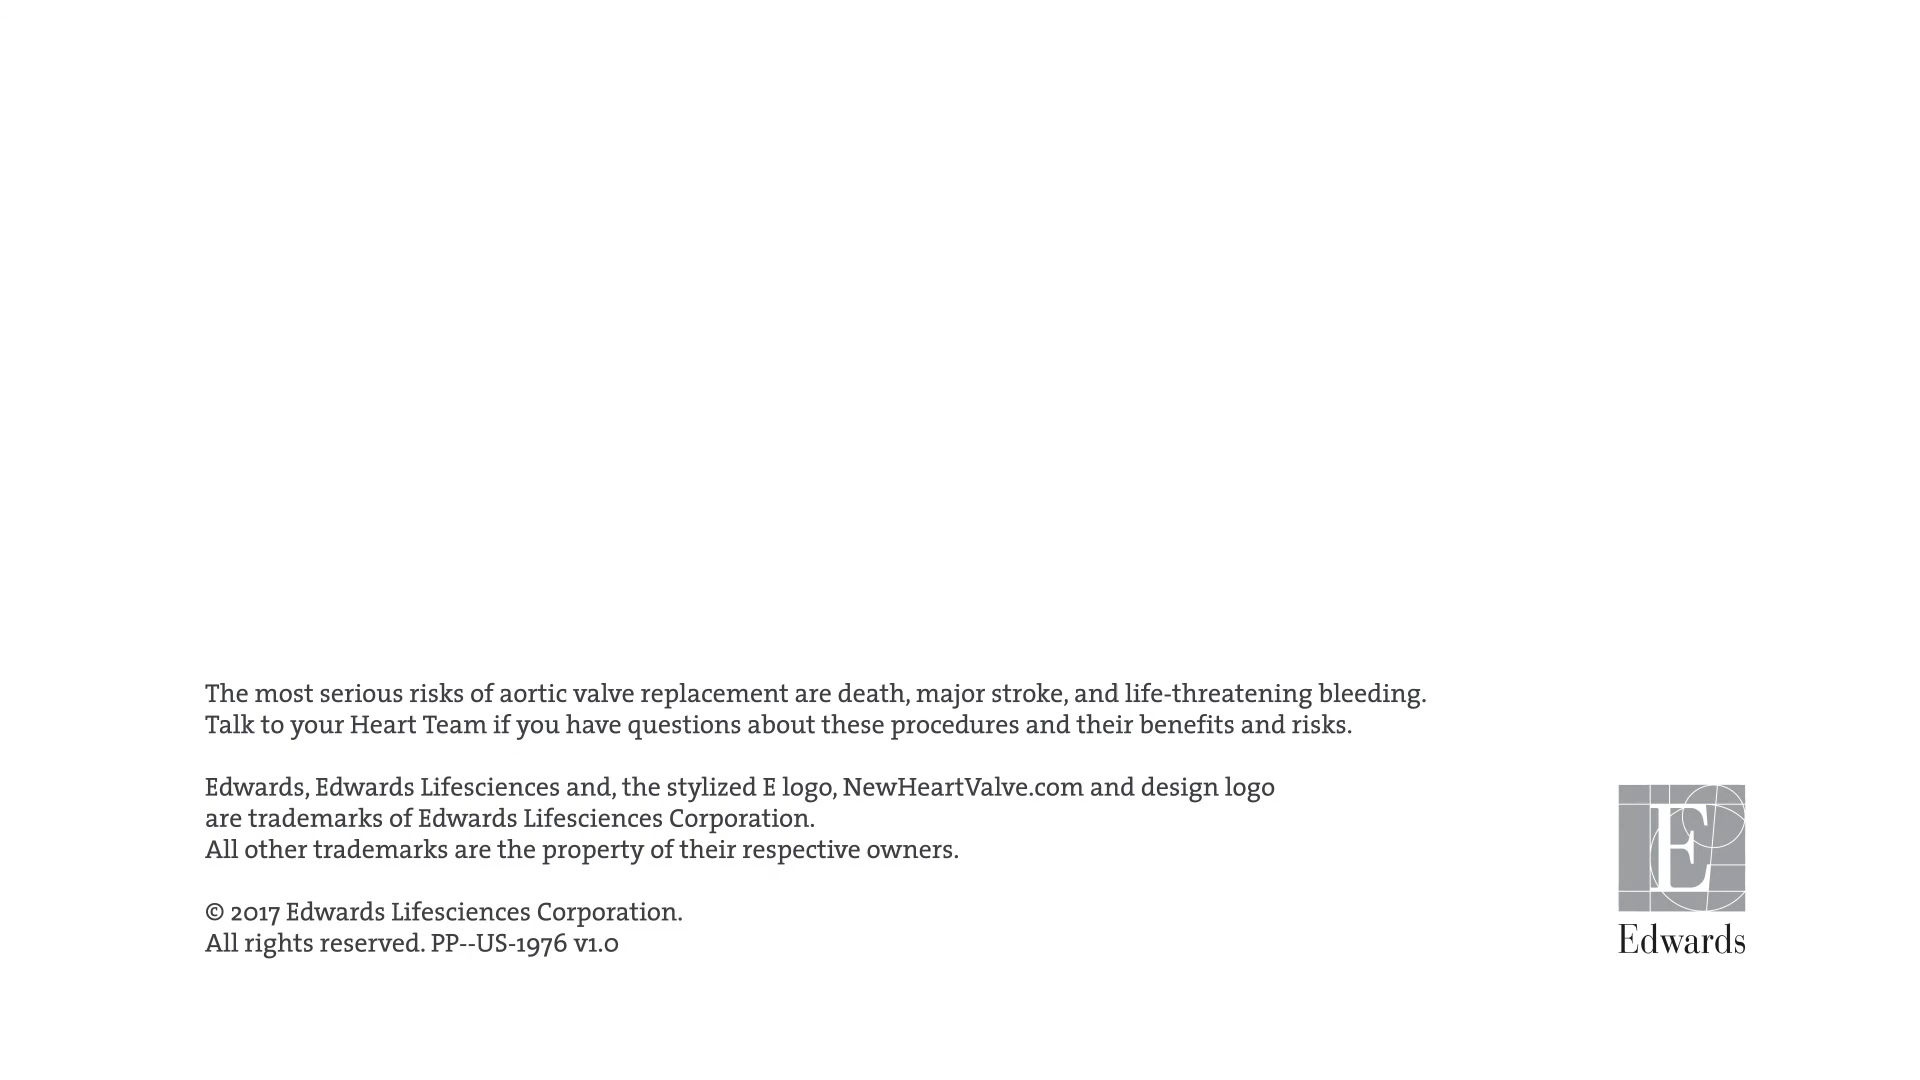 The most serious risks of aortic valve replacement are death, major stroke, and life-threatening bleeding.
Talk to your Heart Team if you have questions about these procedures and their benefits and risks.
Edwards, Edwards Lifesciences and, the stylized E logo, NewHeartValve.com and design logo
are trademarks of Edwards Lifesciences Corporation.
All other trademarks are the property of their respective owners.
© 2017 Edwards Lifesciences Corporation.
All rights reserved. PP--US-1976 v1.0
E
Edwards